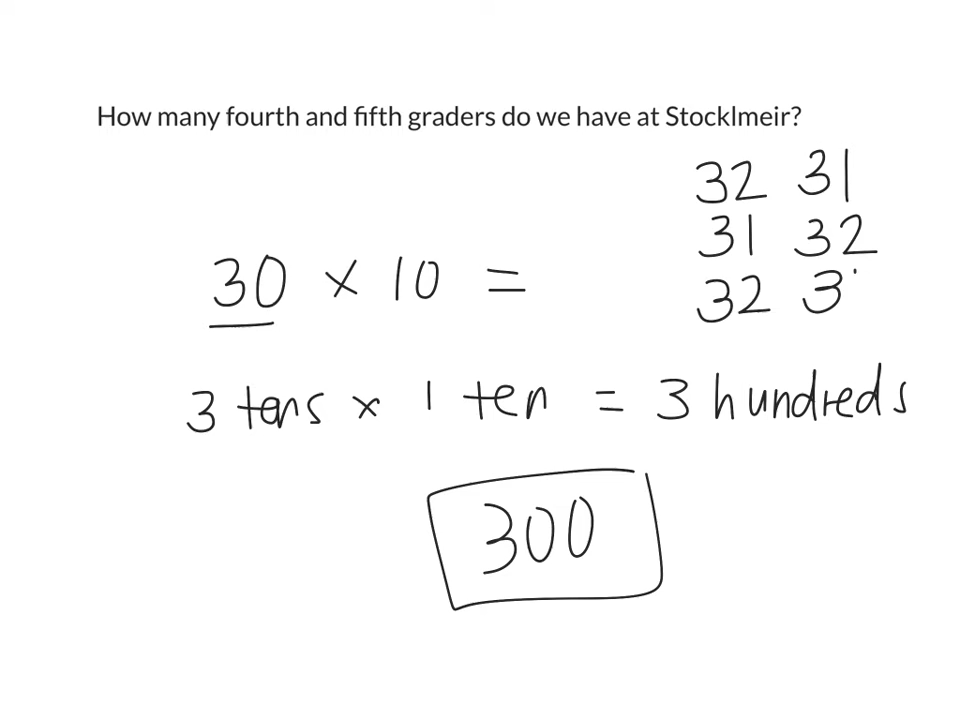 How many fourth and fifth graders do we have at Stocklmeir?
32 31
31 32
30 × 10 =
32 3
3 tens × 1 ten = 3 hundreds
300